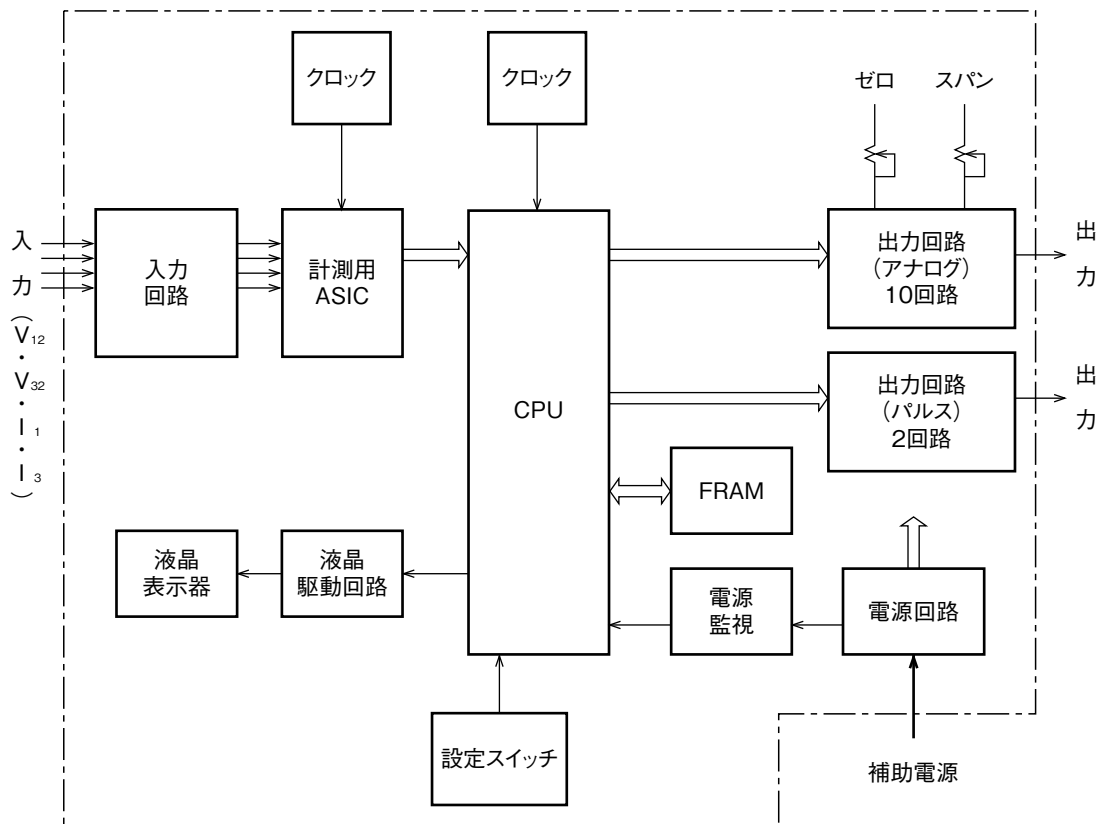 クロック
クロック
ゼロ
スパン
入力
(V12・V32・I1・I3)
入力
回路
計測用
ASIC
CPU
出力回路
(アナログ)
10回路
出力
出力回路
(パルス)
2回路
出力
FRAM
液晶
表示器
液晶
駆動回路
電源
監視
電源回路
設定スイッチ
補助電源